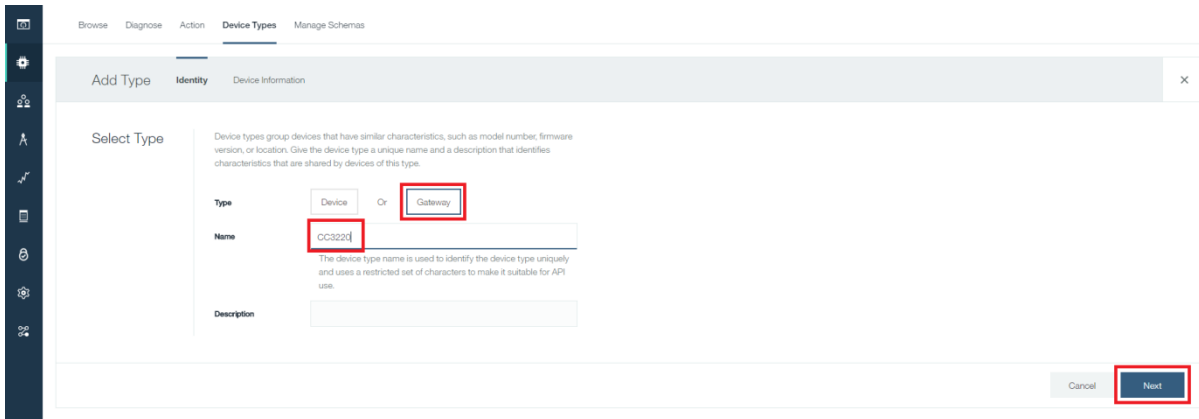 Browse Diagnose Action Device Types Manage Schemas
Add Type Identity Device Information
Select Type
Device types group devices that have similar characteristics, such as model number, firmware
version, or location. Give the device type a unique name and a description that identifies
characteristics that are shared by devices of this type.
Type Device Or Gateway
Name CC3220
The device type name is used to identify the device type uniquely
and uses a restricted set of characters to make it suitable for API
use.
Description
Cancel Next